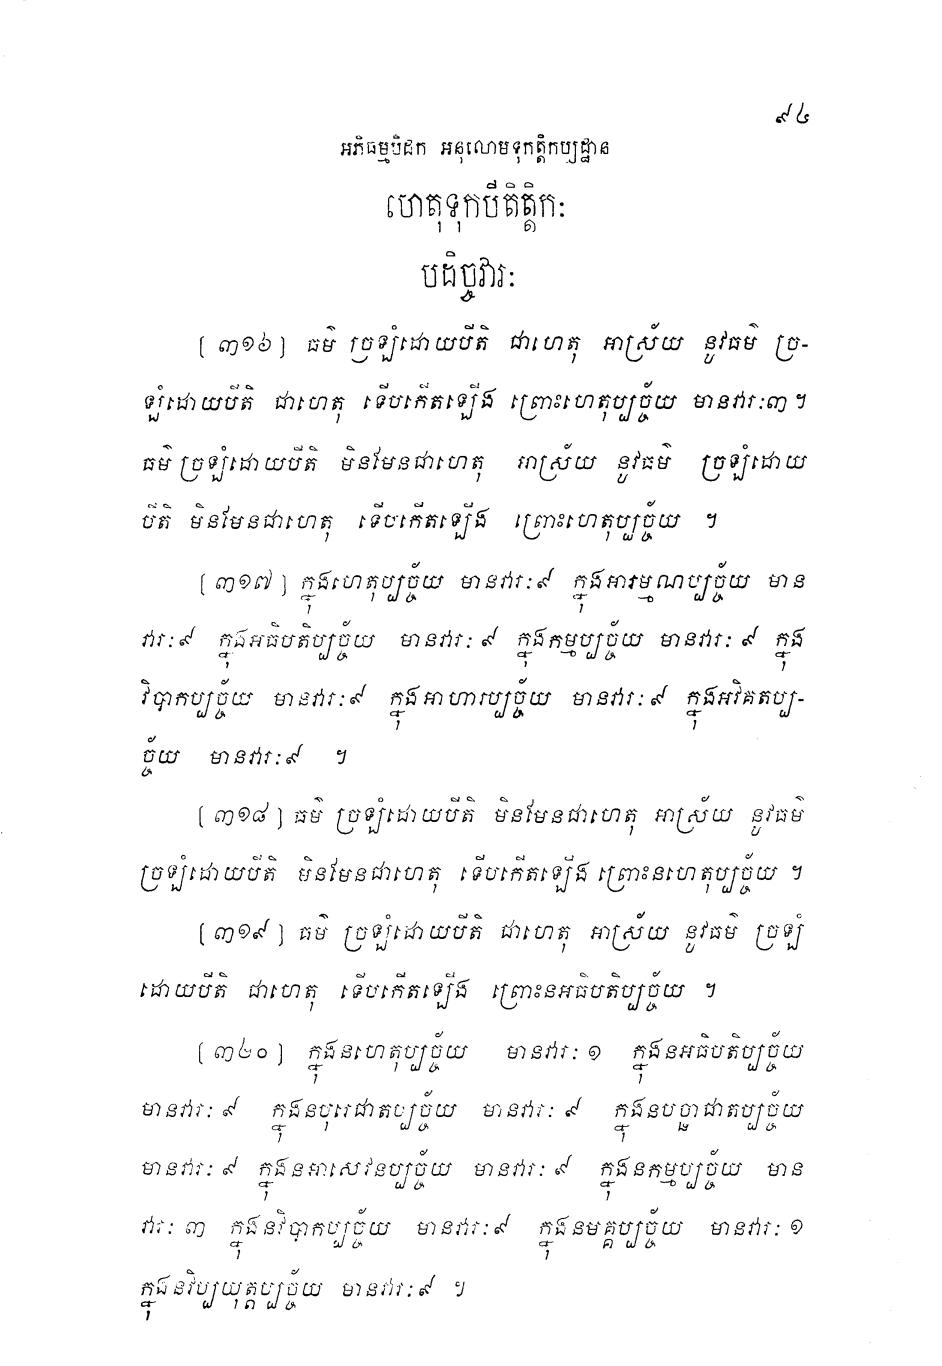 ៩៤
អភិធម្មបិដក អនុលោមទុកត្តិកប្បដ្ឋាន
ហេតុទុកបីតិត្តិកៈ
បដិច្ចវារៈ
[៣១៦] ធម៌ ច្រឡំដោយបីតិ ជាហេតុ អាស្រ័យ នូវធម៌ ច្រ-
ឡំដោយបីតិ ជាហេតុ ទើបកើតឡើង ព្រោះហេតុប្បច្ច័យ មានវារៈ៣។
ធម៌ ច្រឡំដោយបីតិ មិនមែនជាហេតុ អាស្រ័យ នូវធម៌ ច្រឡំដោយ
បីតិ មិនមែនជាហេតុ ទើបកើតឡើង ព្រោះហេតុប្បច្ច័យ ។
[៣១៧] ក្នុងហេតុប្បច្ច័យ មានវារៈ៩ ក្នុងអារម្មណប្បច្ច័យ មាន
វារៈ៩ ក្នុងអធិបតិប្បច្ច័យ មានវារៈ ៩ ក្នុងកម្មប្បច្ច័យ មានវារៈ ៩ ក្នុង
វិបាកប្បច្ច័យ មានវារៈ៩ ក្នុងអាហារប្បច្ច័យ មានវារៈ៩ ក្នុងអវិគតប្ប-
ច្ច័យ មានវារៈ៩ ។
[៣១៨] ធម៌ ច្រឡំដោយបីតិ មិនមែនជាហេតុ អាស្រ័យ នូវធម៌
ច្រឡំដោយបីតិ មិនមែនជាហេតុ ទើបកើតឡើង ព្រោះនហេតុប្បច្ច័យ ។
[៣១៩] ធម៌ ច្រឡំដោយបីតិ ជាហេតុ អាស្រ័យ នូវធម៌ ច្រឡំ
ដោយបីតិ ជាហេតុ ទើបកើតឡើង ព្រោះនអធិបតិប្បច្ច័យ ។
[៣២០] ក្នុងនហេតុប្បច្ច័យ មានវារៈ ១ ក្នុងនអធិបតិប្បច្ច័យ
មានវារៈ ៩ ក្នុងនបុរេជាតប្បច្ច័យ មានវារៈ ៩ ក្នុងនបច្ឆាជាតប្បច្ច័យ
មានវារៈ ៩ ក្នុងនអាសេវនប្បច្ច័យ មានវារៈ ៩ ក្នុងនកម្មប្បច្ច័យ មាន
វារៈ ៣ ក្នុងនវិបាកប្បច្ច័យ មានវារៈ៩ ក្នុងនមគ្គប្បច្ច័យ មានវារៈ ១
ក្នុងនវិប្បយុត្តប្បច្ច័យ មានវារៈ៩ ។